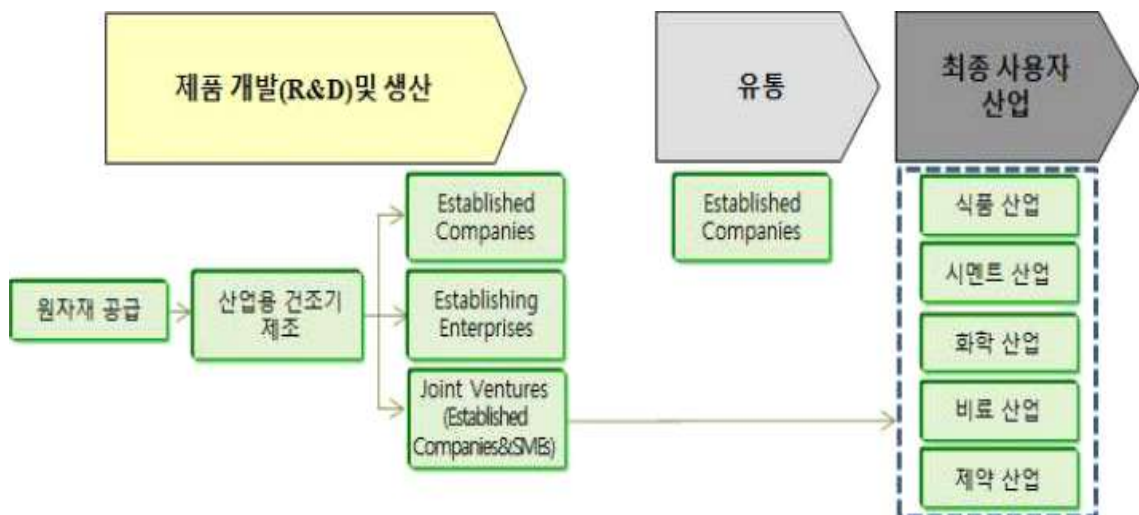 제품 개발(R&D)및 생산
유통
최종 사용자
산업
원자재 공급
산업용 건조기
제조
Established
Companies
Establishing
Enterprises
Joint Ventures
(Established
Companies&SMEs)
Established
Companies
식품 산업
시멘트 산업
화학 산업
비료 산업
제약 산업